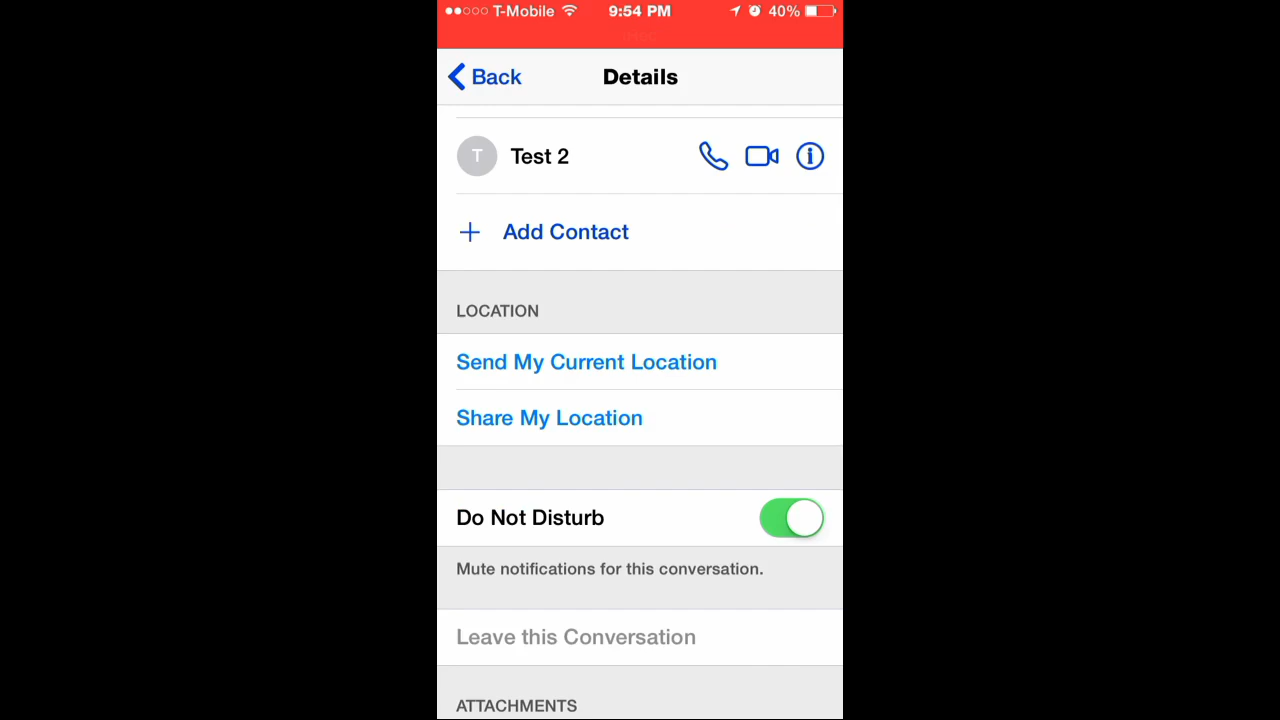 T-Mobile 9:54 PM 40%
Back Details
T Test 2
Add Contact
LOCATION
Send My Current Location
Share My Location
Do Not Disturb
Mute notifications for this conversation.
Leave this Conversation
ATTACHMENTS